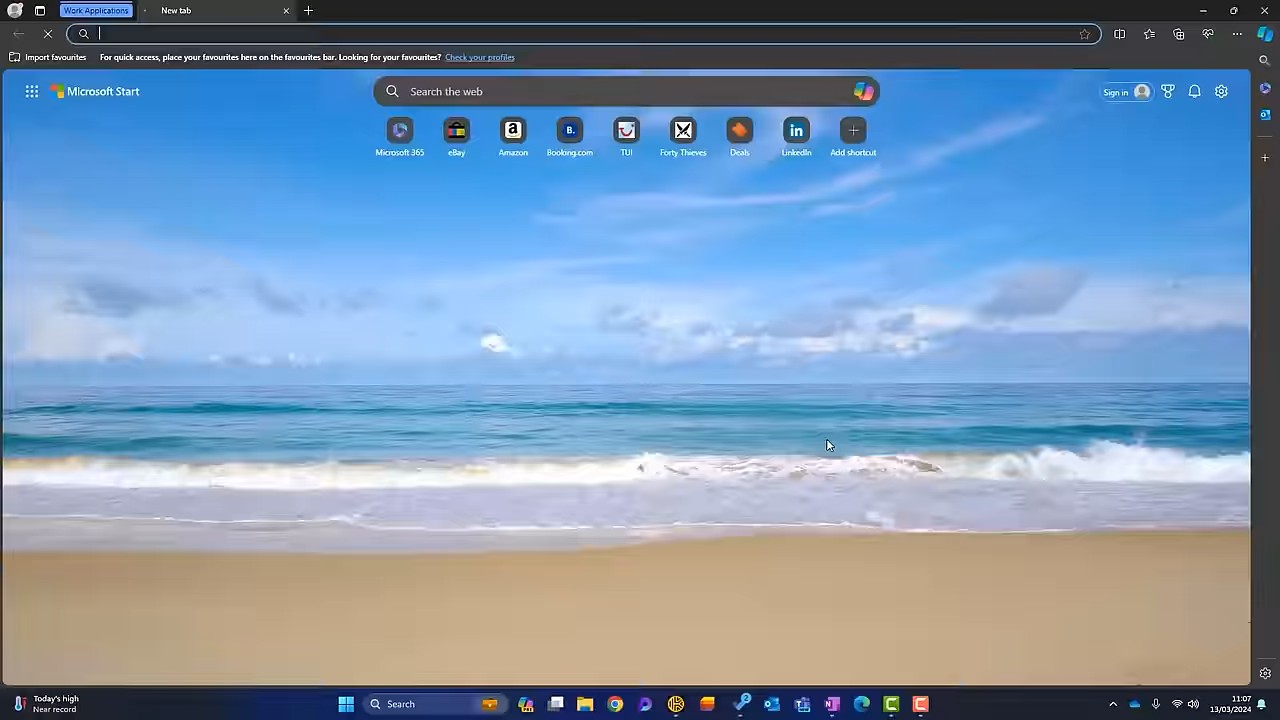 Work Applications
New tab
Import favourites
For quick access, place your favourites here on the favourites bar. Looking for your favourites? Check your profiles
Microsoft Start
Search the web
Sign in
Microsoft 365
eBay
Amazon
Booking.com
TUI
Forty Thieves
Deals
LinkedIn
Add shortcut
Today's high
Near record
Search
11:07
13/03/2024